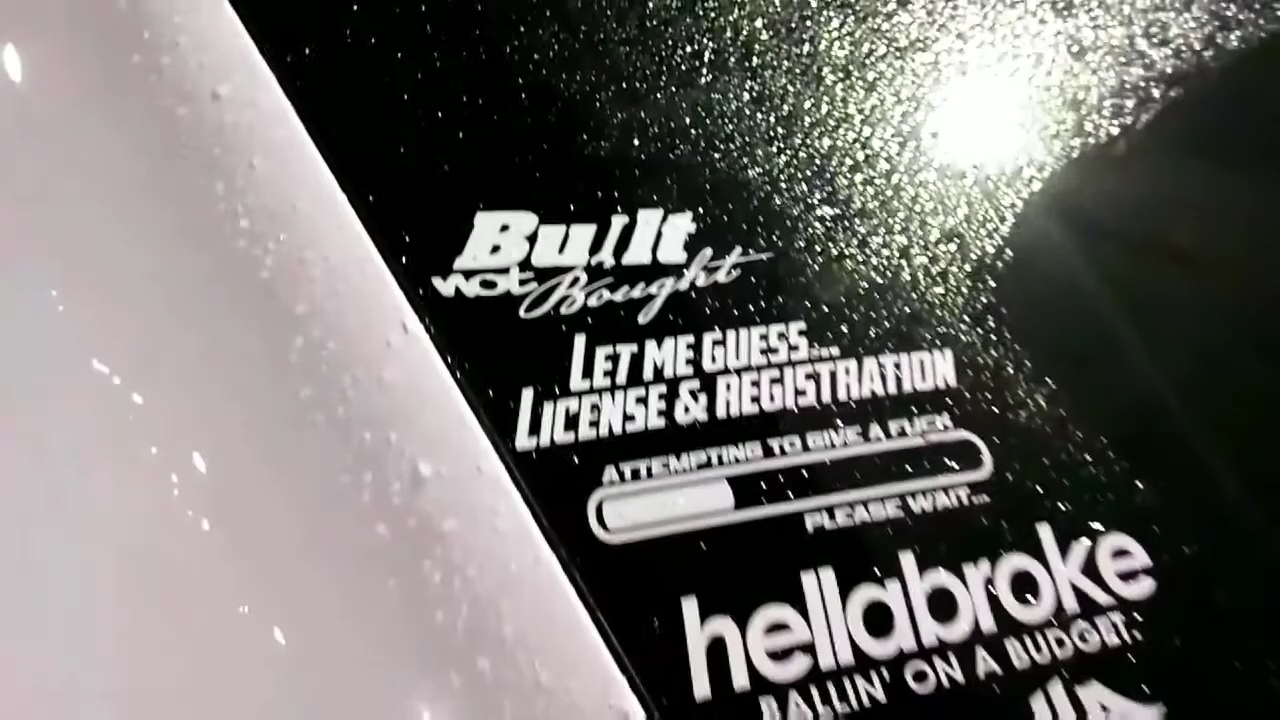 Built
not Bought
LET ME GUESS...
LICENSE & REGISTRATION
ATTEMPTING TO GIVE A FUCK
PLEASE WAIT...
hellabroke
BALLIN' ON A BUDGET.